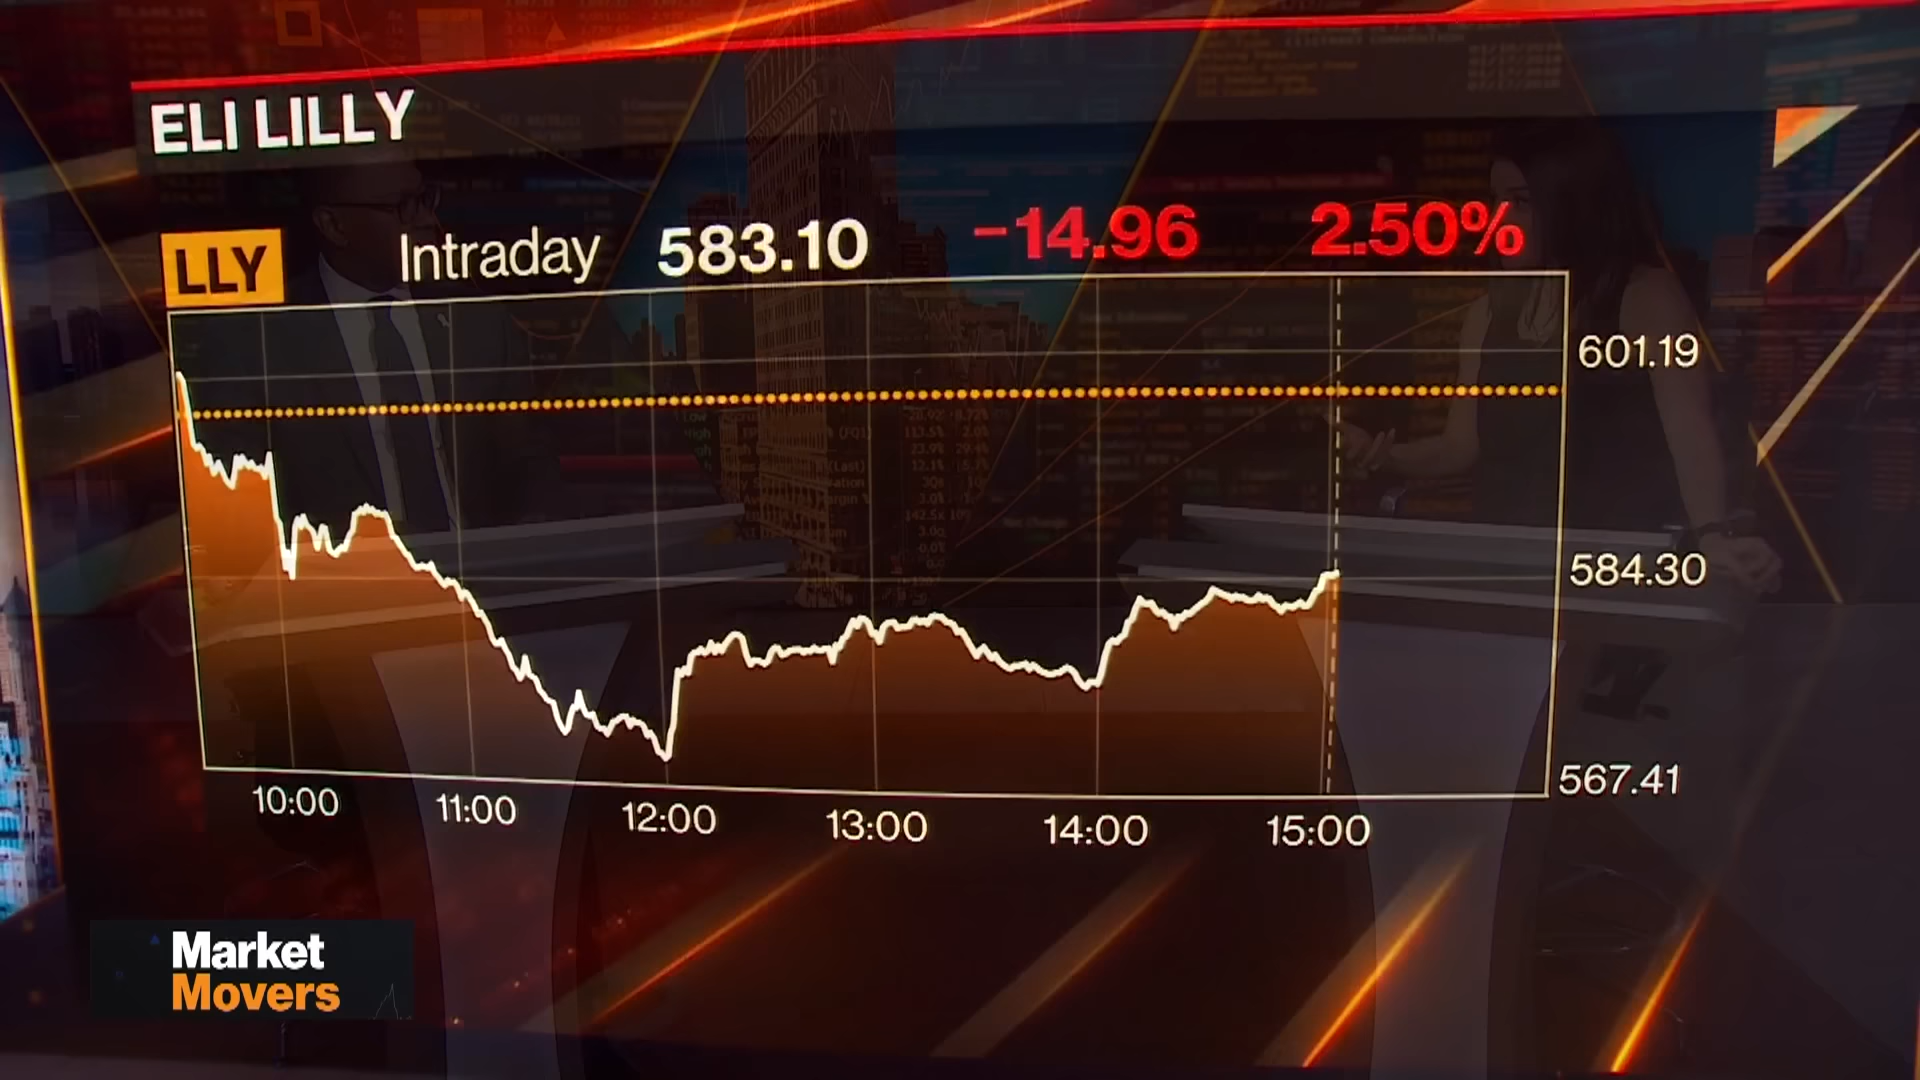 ELI LILLY
LLY Intraday 583.10 -14.96 2.50%
601.19
584.30
567.41
10:00 11:00 12:00 13:00 14:00 15:00
Market
Movers